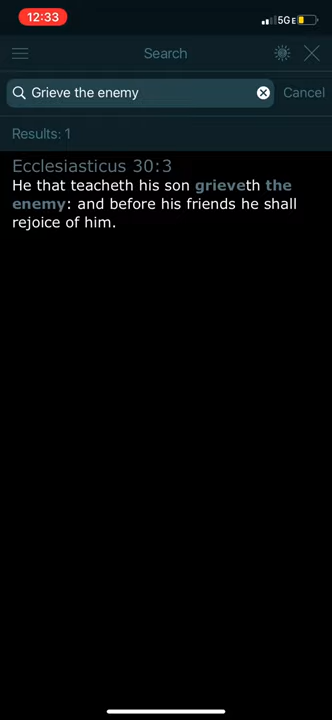 12:33
5GE
Search
Grieve the enemy
Cancel
Results: 1
Ecclesiasticus 30:3
He that teacheth his son grieveth the
enemy: and before his friends he shall
rejoice of him.